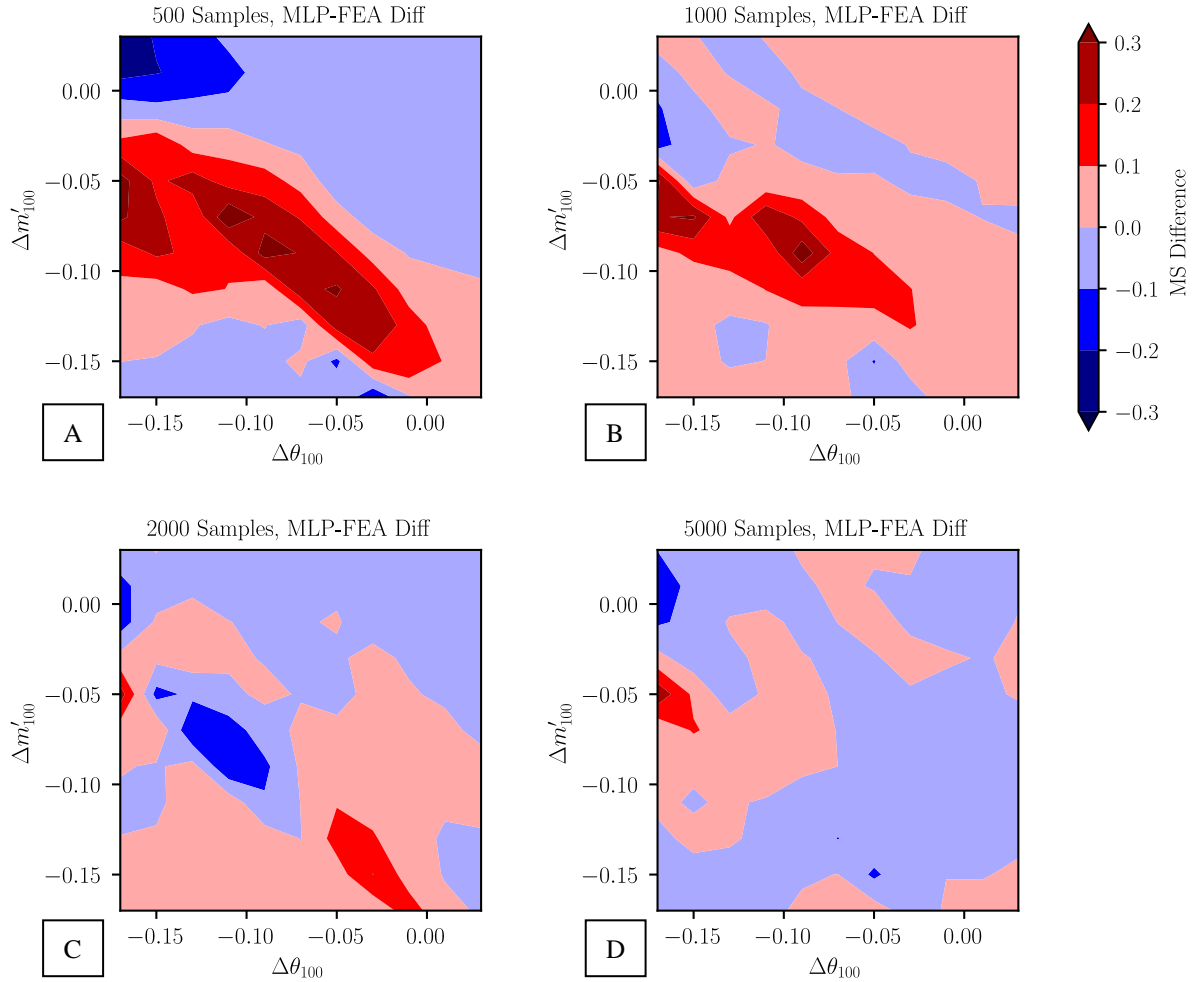 500 Samples, MLP-FEA Diff
0.00
−0.05
−0.10
−0.15
Δm′100
−0.15 −0.10 −0.05 0.00
Δθ100
A
1000 Samples, MLP-FEA Diff
0.00
−0.05
−0.10
−0.15
Δm′100
−0.15 −0.10 −0.05 0.00
Δθ100
B
0.3
0.2
0.1
0.0
−0.1
−0.2
−0.3
MS Difference
2000 Samples, MLP-FEA Diff
0.00
−0.05
−0.10
−0.15
Δm′100
−0.15 −0.10 −0.05 0.00
Δθ100
C
5000 Samples, MLP-FEA Diff
0.00
−0.05
−0.10
−0.15
Δm′100
−0.15 −0.10 −0.05 0.00
Δθ100
D